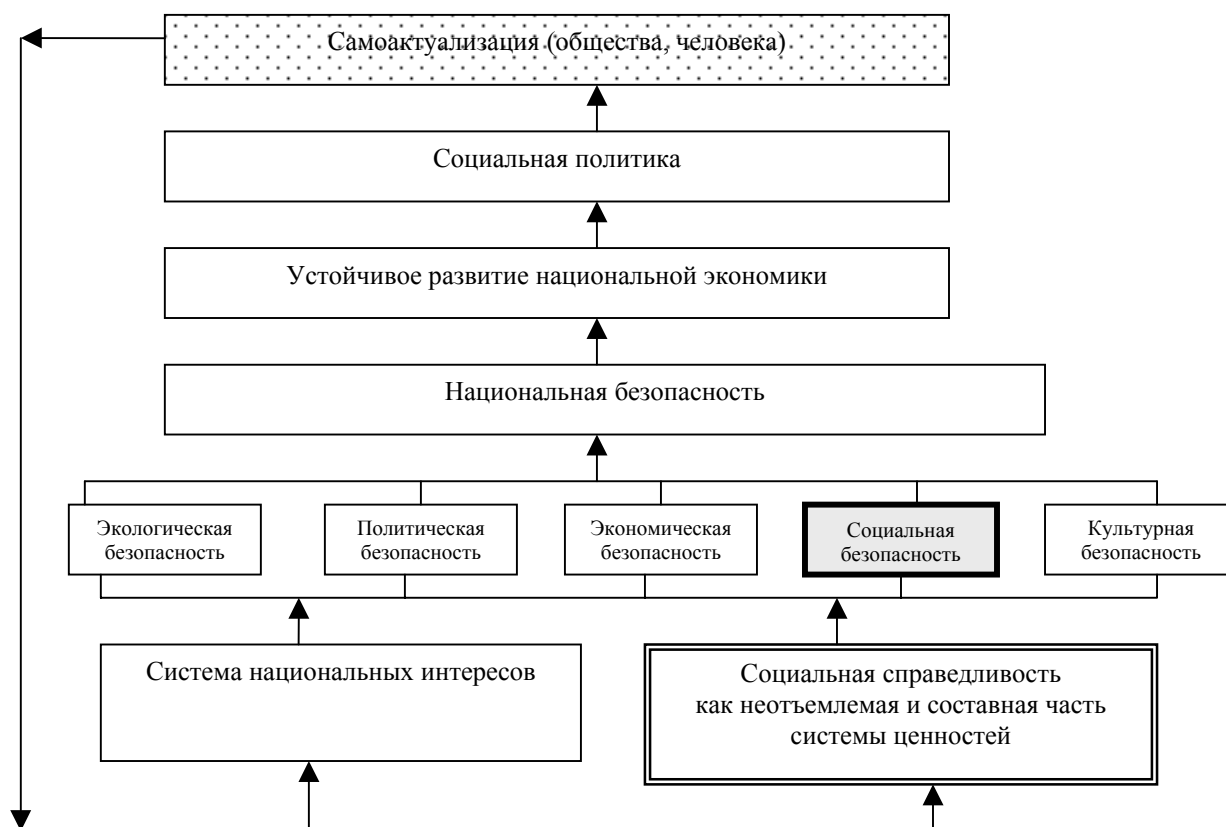 Самоактуализация (общества, человека)
Социальная политика
Устойчивое развитие национальной экономики
Национальная безопасность
Экологическая
безопасность
Политическая
безопасность
Экономическая
безопасность
Социальная
безопасность
Культурная
безопасность
Система национальных интересов
Социальная справедливость
как неотъемлемая и составная часть
системы ценностей